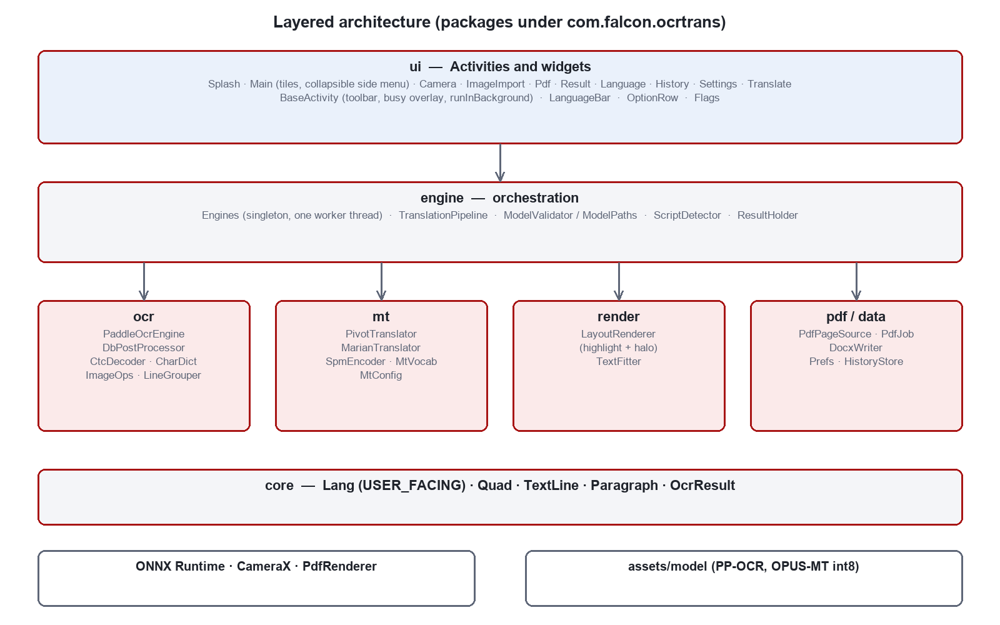 Layered architecture (packages under com.falcon.ocrtrans)
ui — Activities and widgets
Splash · Main (tiles, collapsible side menu) · Camera · ImageImport · Pdf · Result · Language · History · Settings · Translate
BaseActivity (toolbar, busy overlay, runInBackground) · LanguageBar · OptionRow · Flags
engine — orchestration
Engines (singleton, one worker thread) · TranslationPipeline · ModelValidator / ModelPaths · ScriptDetector · ResultHolder
ocr
PaddleOcrEngine
DbPostProcessor
CtcDecoder · CharDict
ImageOps · LineGrouper
mt
PivotTranslator
MarianTranslator
SpmEncoder · MtVocab
MtConfig
render
LayoutRenderer
(highlight + halo)
TextFitter
pdf / data
PdfPageSource · PdfJob
DocxWriter
Prefs · HistoryStore
core — Lang (USER_FACING) · Quad · TextLine · Paragraph · OcrResult
ONNX Runtime · CameraX · PdfRenderer
assets/model (PP-OCR, OPUS-MT int8)